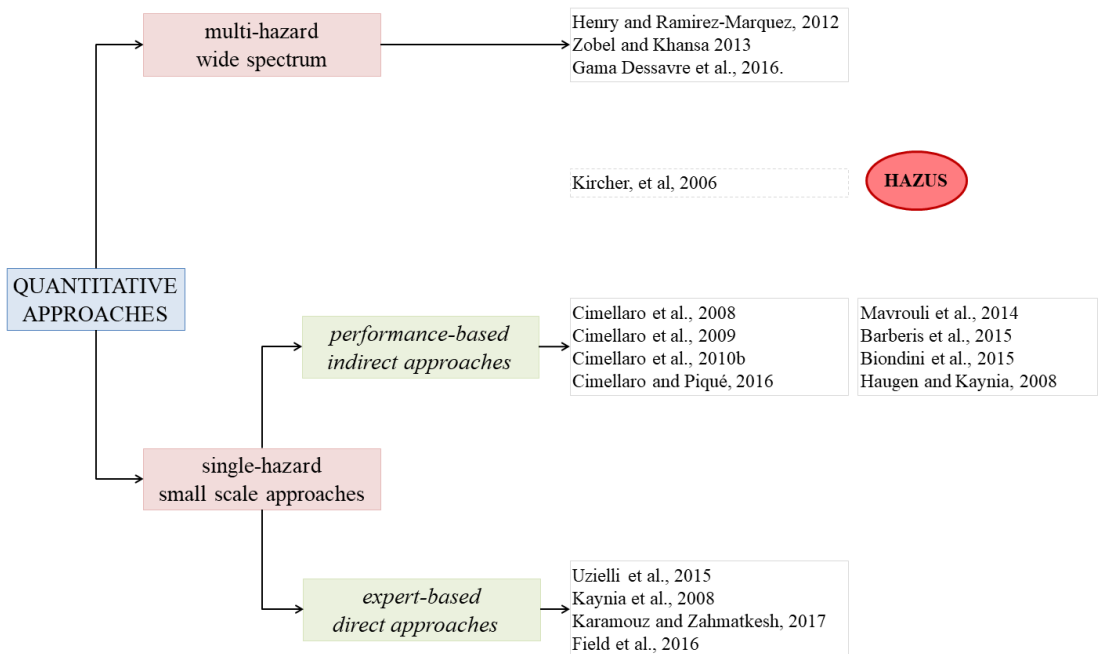 multi-hazard
wide spectrum
Henry and Ramirez-Marquez, 2012
Zobel and Khansa 2013
Gama Dessavre et al., 2016.
Kircher, et al, 2006
HAZUS
QUANTITATIVE
APPROACHES
performance-based
indirect approaches
Cimellaro et al., 2008
Cimellaro et al., 2009
Cimellaro et al., 2010b
Cimellaro and Piqué, 2016
Mavrouli et al., 2014
Barberis et al., 2015
Biondini et al., 2015
Haugen and Kaynia, 2008
single-hazard
small scale approaches
expert-based
direct approaches
Uzielli et al., 2015
Kaynia et al., 2008
Karamouz and Zahmatkesh, 2017
Field et al., 2016